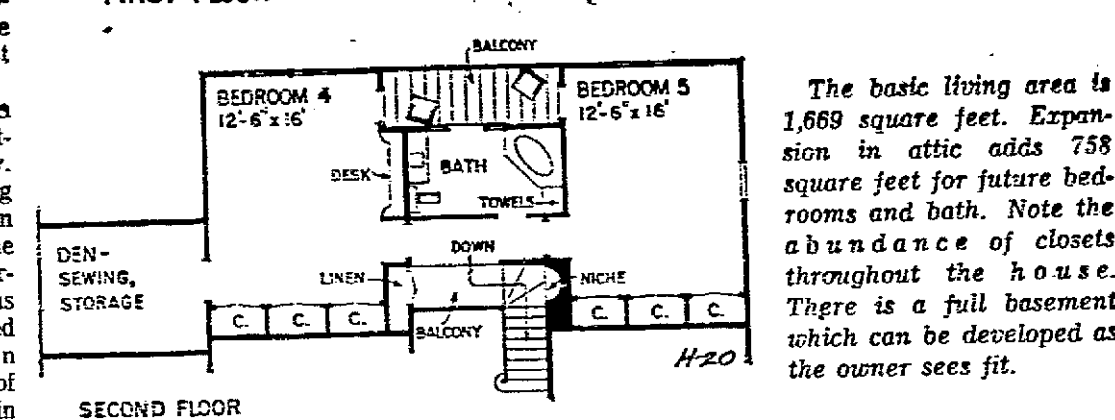 BALCONY
BEDROOM 4
12'-6" x 16'
BEDROOM 5
12'-6" x 16'
DESK
BATH
TOWELS
DEN-
SEWING,
STORAGE
LINEN
DOWN
NICHE
C. C. C.
BALCONY
C. C. C.
H-20
SECOND FLOOR
The basic living area is
1,669 square feet. Expan-
sion in attic adds 758
square feet for future bed-
rooms and bath. Note the
abundance of closets
throughout the house.
There is a full basement
which can be developed as
the owner sees fit.